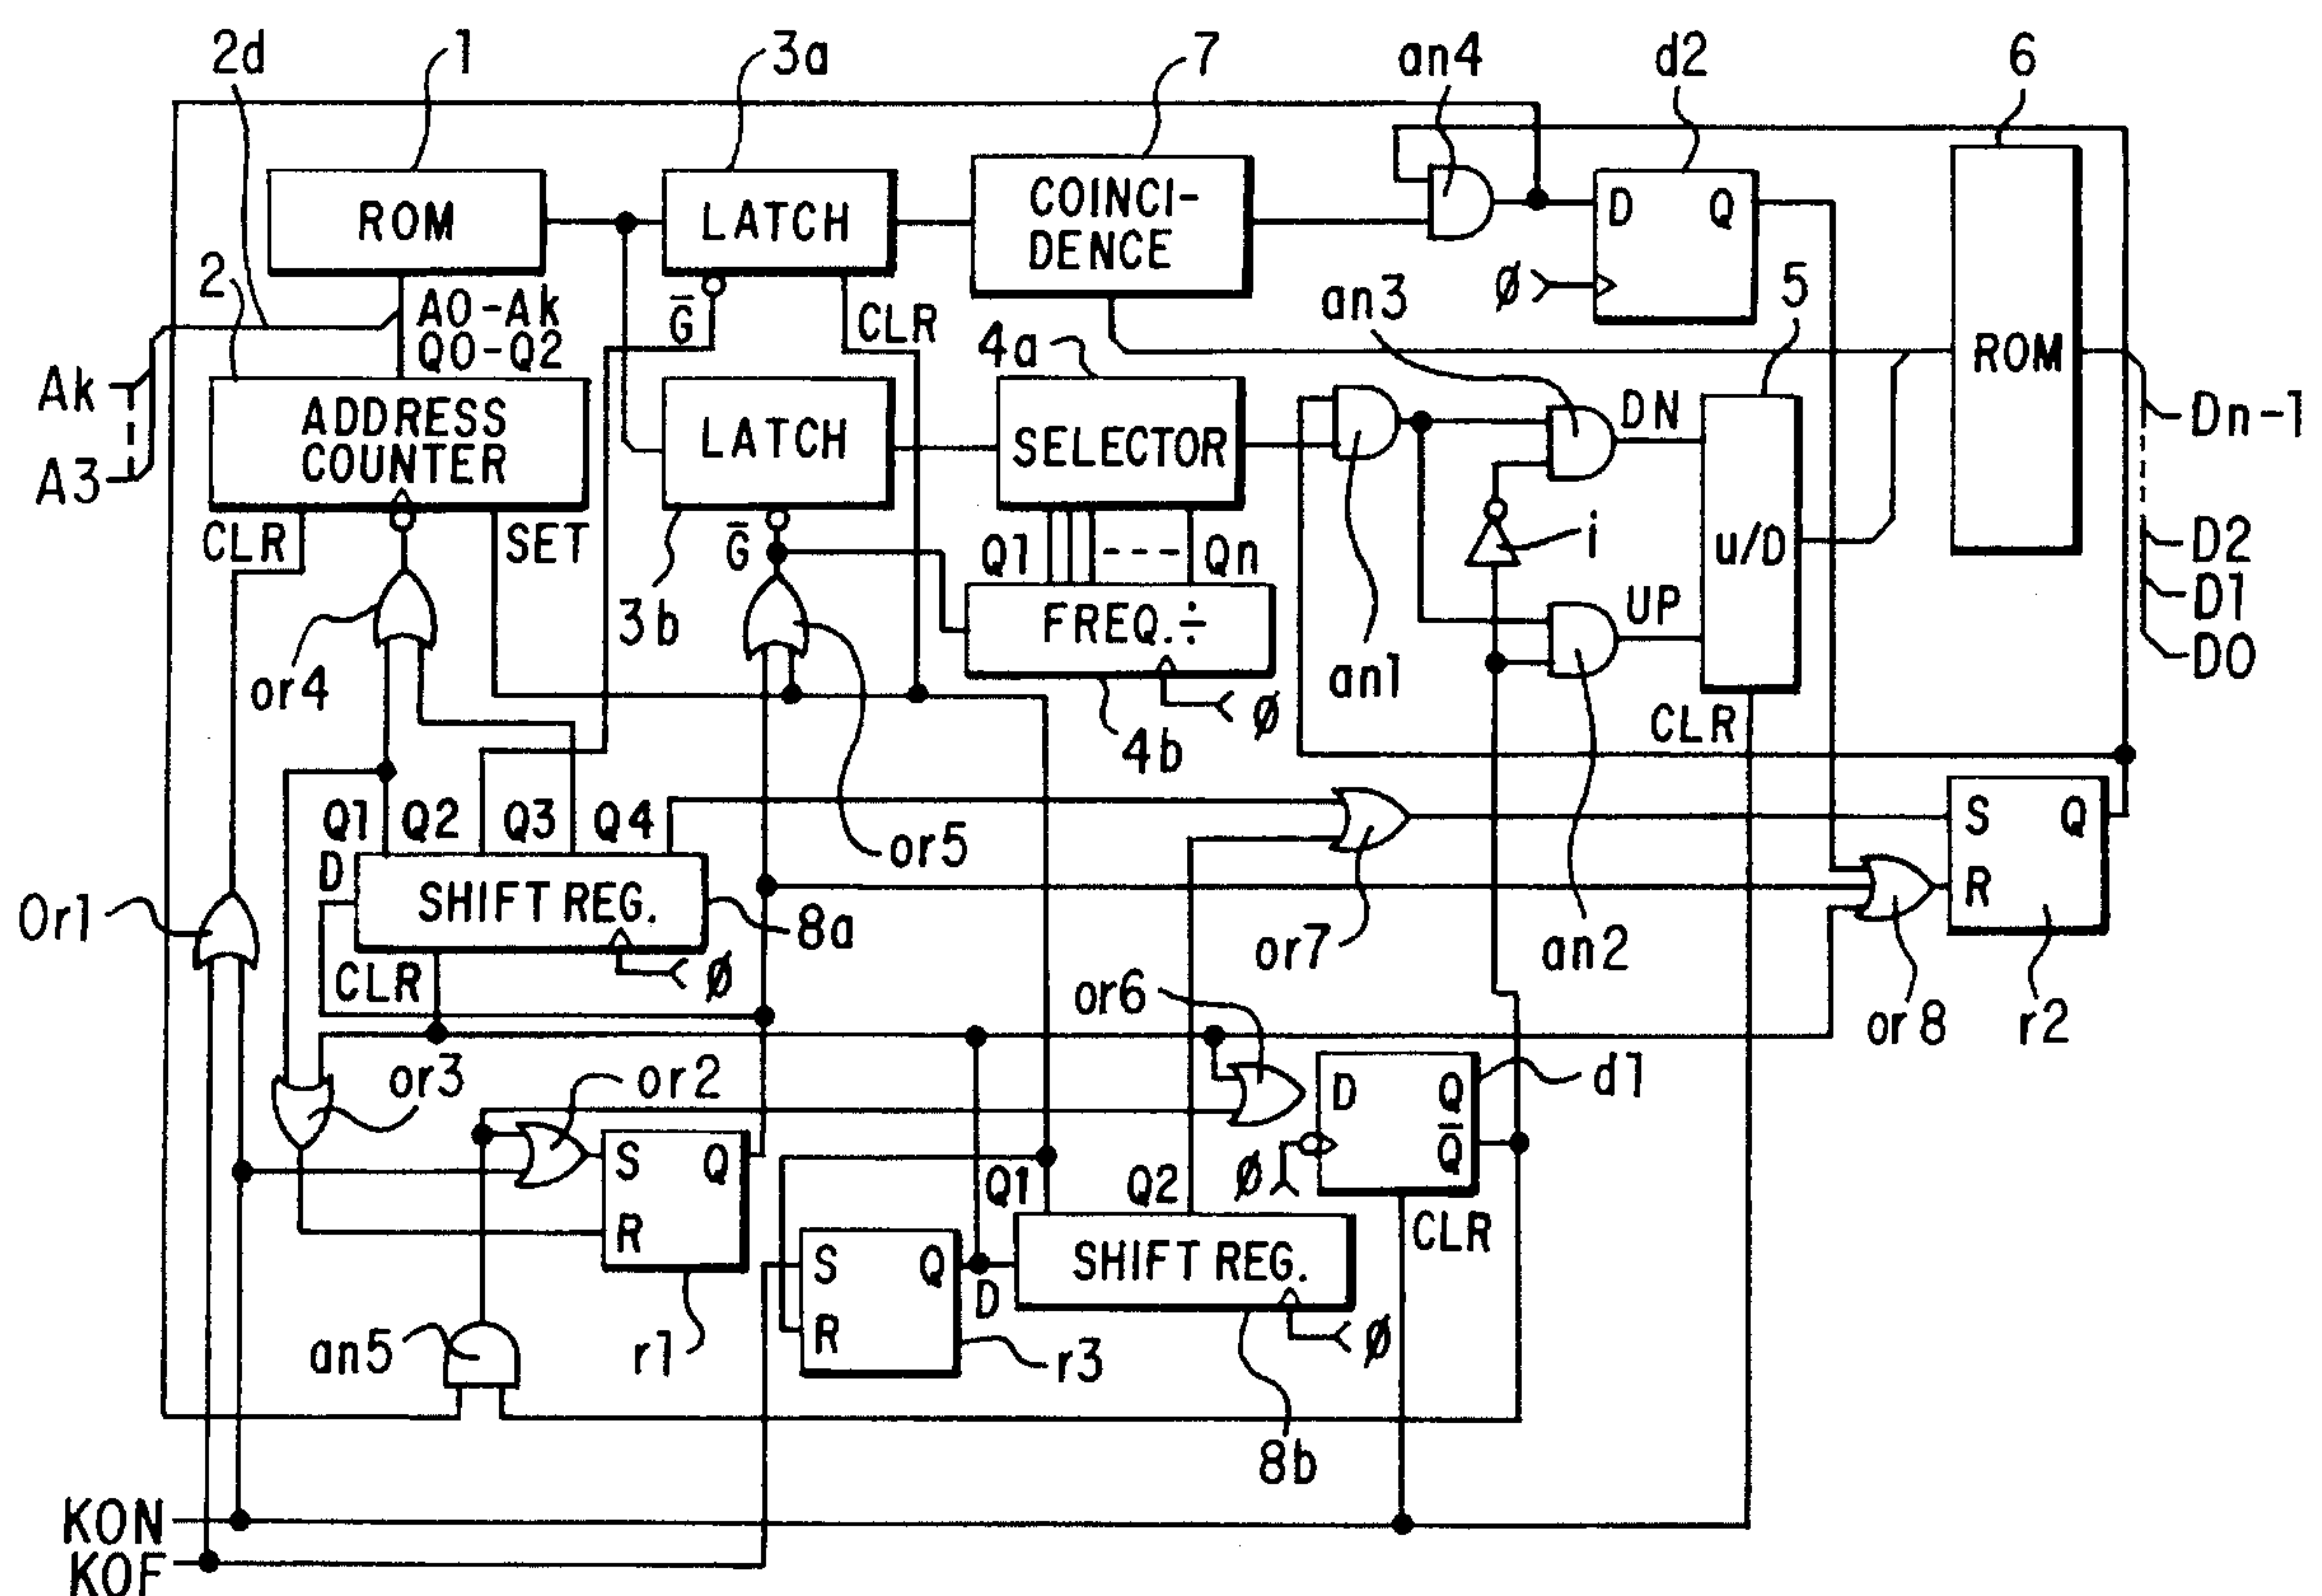 2d
1
3a
7
an4
d2
6
ROM
LATCH
COINCI-
DENCE
D
Q
Ø
2
A0-Ak
Q0-Q2
G̅
CLR
an3
5
ROM
4a
Ak
A3
ADDRESS
COUNTER
LATCH
SELECTOR
DN
Dn-1
CLR
SET
G̅
Q1
---
Qn
i
u/D
D2
D1
D0
3b
FREQ.÷
UP
or4
an1
Ø
4b
CLR
Q1
Q2
Q3
Q4
or5
S
Q
R
D
SHIFT REG.
8a
Or1
or7
an2
CLR
Ø
or6
or8
r2
or3
or2
D
Q
Q̅
d1
S
Q
R
Ø
Q1
Q2
CLR
S
Q
R
D
SHIFT REG.
an5
r1
r3
Ø
8b
KON
KOF